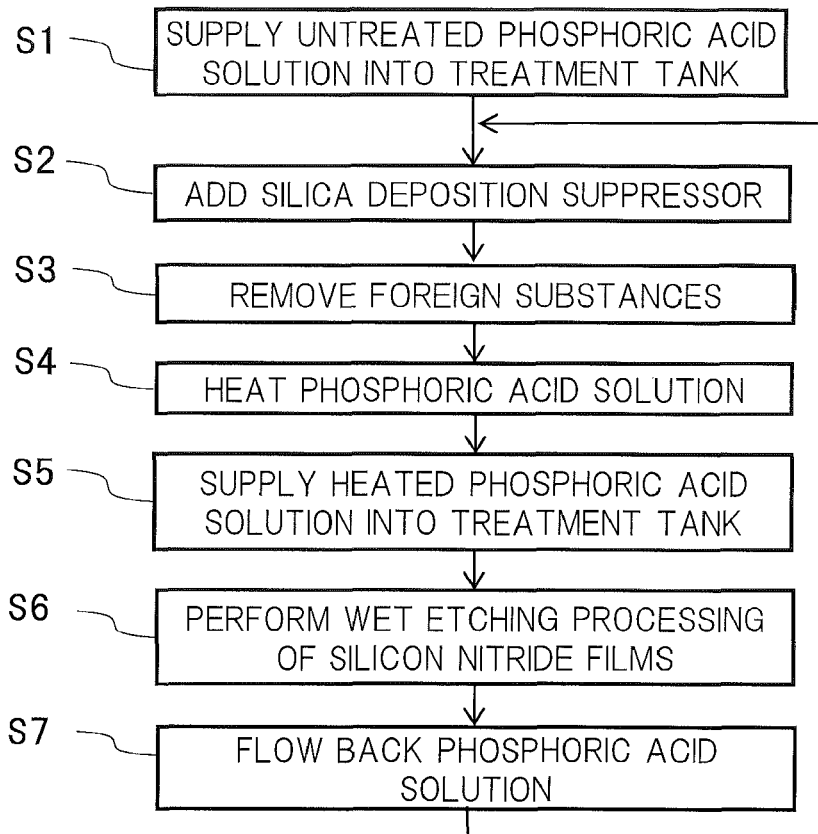 S1
SUPPLY UNTREATED PHOSPHORIC ACID
SOLUTION INTO TREATMENT TANK
S2
ADD SILICA DEPOSITION SUPPRESSOR
S3
REMOVE FOREIGN SUBSTANCES
S4
HEAT PHOSPHORIC ACID SOLUTION
S5
SUPPLY HEATED PHOSPHORIC ACID
SOLUTION INTO TREATMENT TANK
S6
PERFORM WET ETCHING PROCESSING
OF SILICON NITRIDE FILMS
S7
FLOW BACK PHOSPHORIC ACID
SOLUTION